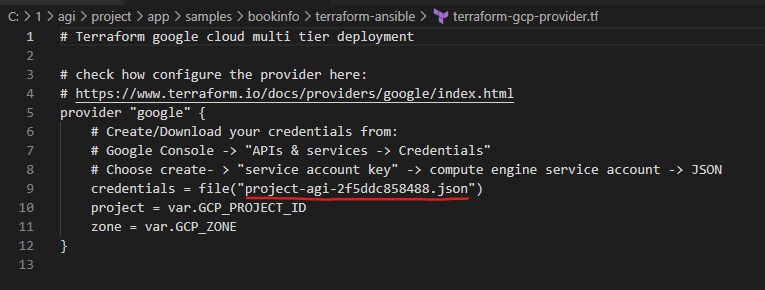 C: > 1 > agi > project > app > samples > bookinfo > terraform-ansible > terraform-gcp-provider.tf
1 # Terraform google cloud multi tier deployment
2
3 # check how configure the provider here:
4 # https://www.terraform.io/docs/providers/google/index.html
5 provider "google" {
6 # Create/Download your credentials from:
7 # Google Console -> "APIs & services -> Credentials"
8 # Choose create- > "service account key" -> compute engine service account -> JSON
9 credentials = file("project-agi-2f5ddc858488.json")
10 project = var.GCP_PROJECT_ID
11 zone = var.GCP_ZONE
12 }
13